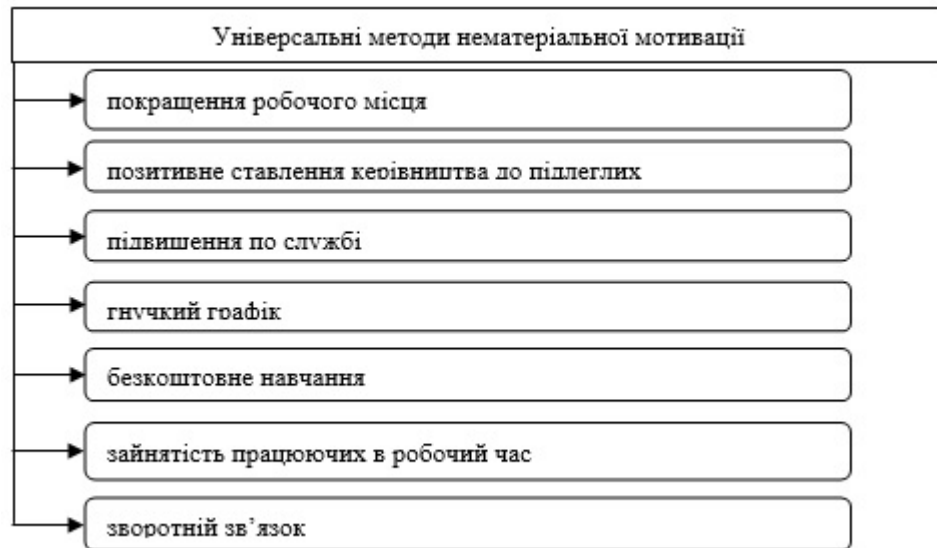 Універсальні методи нематеріальної мотивації
покращення робочого місця
позитивне ставлення керівництва до підлеглих
підвищення по службі
гнучкий графік
безкоштовне навчання
зайнятість працюючих в робочий час
зворотній зв’язок